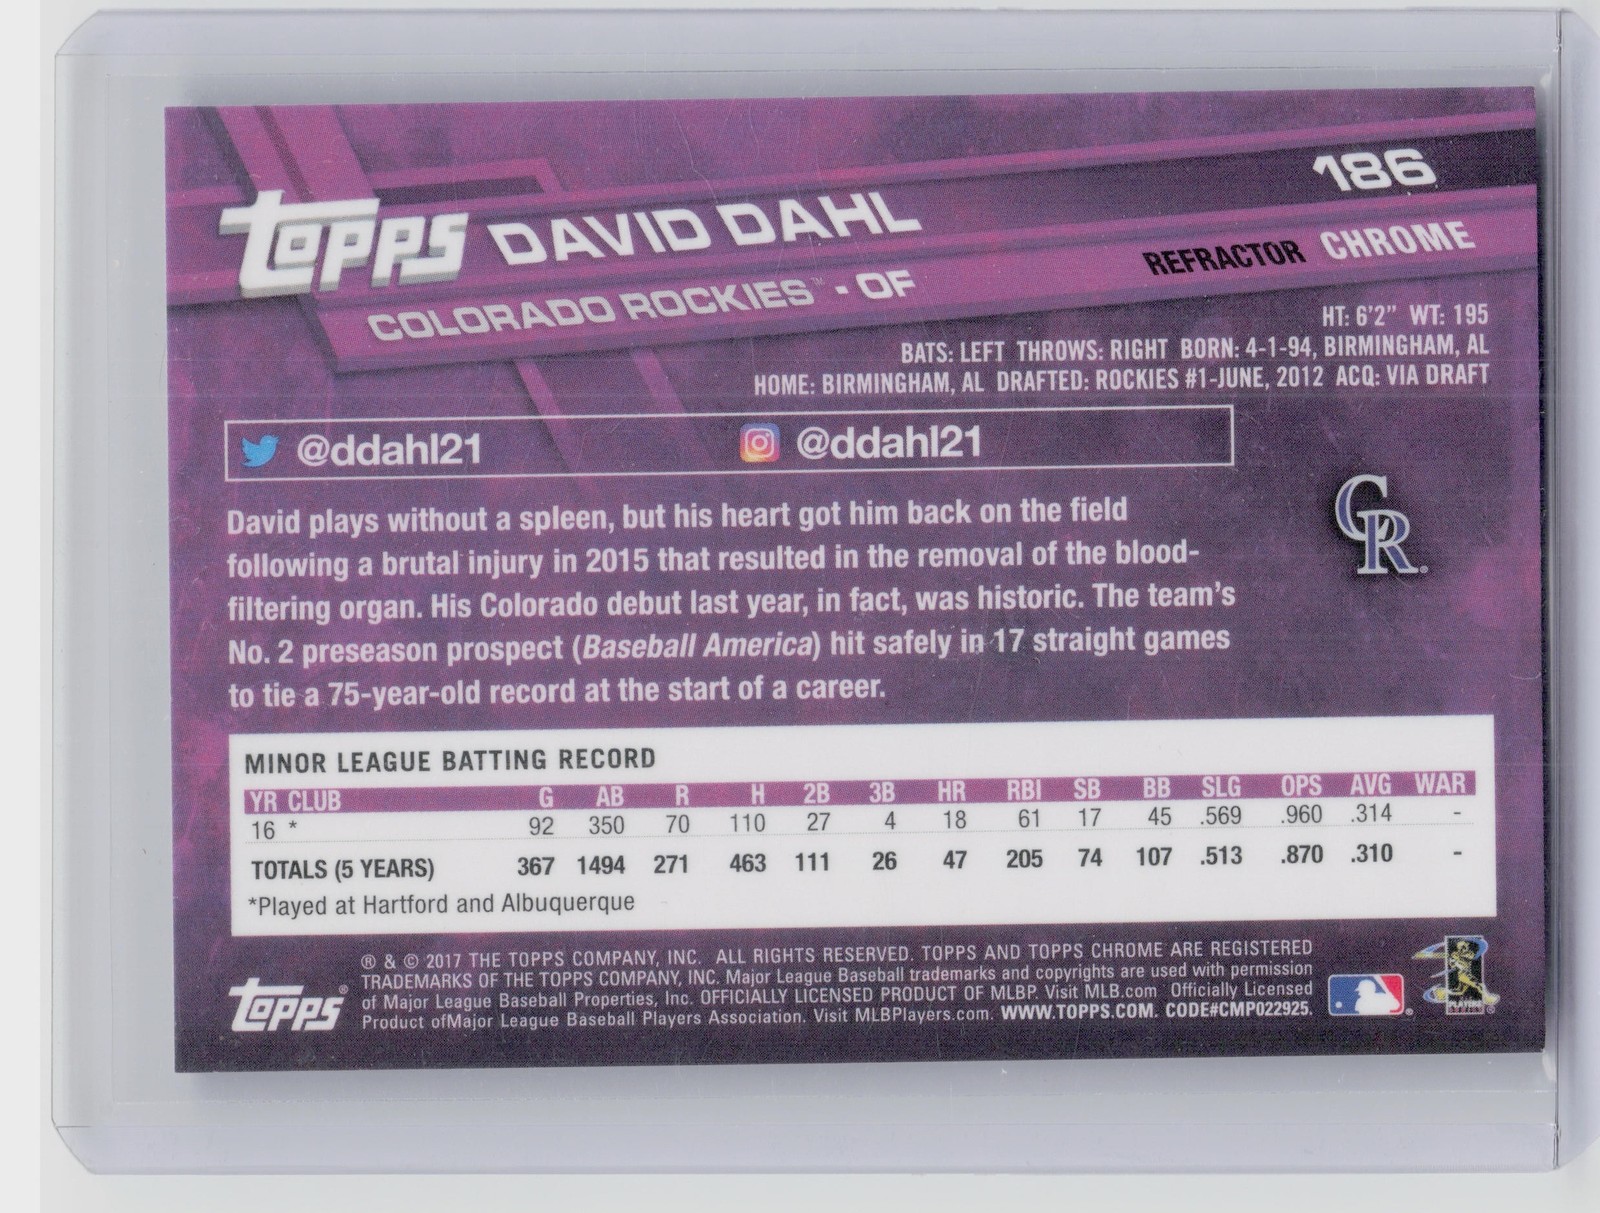 186
TOPPS DAVID DAHL
COLORADO ROCKIES™ - OF
REFRACTOR CHROME
HT: 6'2" WT: 195
BATS: LEFT THROWS: RIGHT BORN: 4-1-94, BIRMINGHAM, AL
HOME: BIRMINGHAM, AL DRAFTED: ROCKIES #1-JUNE, 2012 ACQ: VIA DRAFT
@ddahl21 @ddahl21
CR
David plays without a spleen, but his heart got him back on the field
following a brutal injury in 2015 that resulted in the removal of the blood-
filtering organ. His Colorado debut last year, in fact, was historic. The team's
No. 2 preseason prospect (Baseball America) hit safely in 17 straight games
to tie a 75-year-old record at the start of a career.
MINOR LEAGUE BATTING RECORD
YR CLUB G AB R H 2B 3B HR RBI SB BB SLG OPS AVG WAR
16 * 92 350 70 110 27 4 18 61 17 45 .569 .960 .314 -
TOTALS (5 YEARS) 367 1494 271 463 111 26 47 205 74 107 .513 .870 .310 -
*Played at Hartford and Albuquerque
® & © 2017 THE TOPPS COMPANY, INC. ALL RIGHTS RESERVED. TOPPS AND TOPPS CHROME ARE REGISTERED
TRADEMARKS OF THE TOPPS COMPANY, INC. Major League Baseball trademarks and copyrights are used with permission
of Major League Baseball Properties, Inc. OFFICIALLY LICENSED PRODUCT OF MLBP. Visit MLB.com Officially Licensed
Product ofMajor League Baseball Players Association. Visit MLBPlayers.com. WWW.TOPPS.COM. CODE#CMP022925.
TOPPS®
PLAYERS